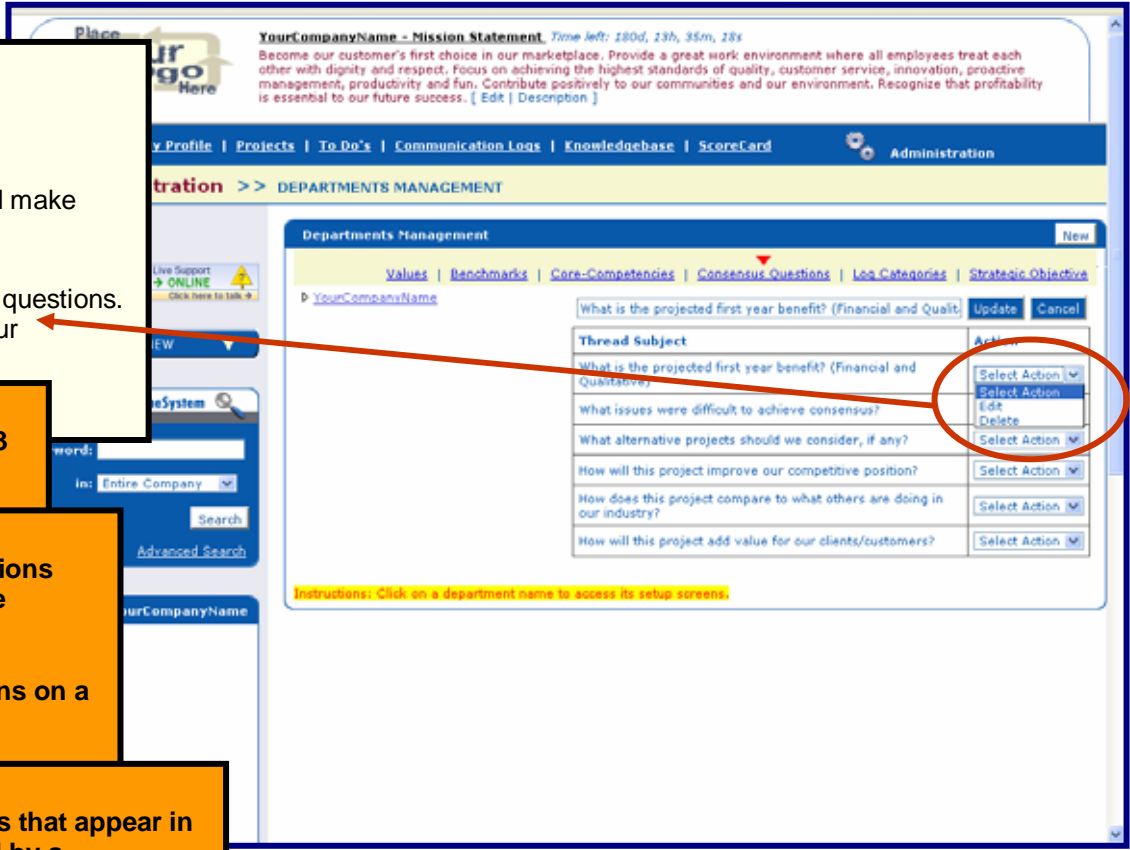 Place
ur
go
Here
YourCompanyName - Mission Statement Time left: 180d, 13h, 35m, 18s
Become our customer's first choice in our marketplace. Provide a great work environment where all employees treat each
other with dignity and respect. Focus on achieving the highest standards of quality, customer service, innovation, proactive
management, productivity and fun. Contribute positively to our communities and our environment. Recognize that profitability
is essential to our future success. [ Edit | Description ]
y Profile | Projects | To Do's | Communication Logs | Knowledgebase | ScoreCard
Administration
tration >> DEPARTMENTS MANAGEMENT
make
questions.
ur
Departments Management
New
Values | Benchmarks | Core-Competencies | Consensus Questions | Log Categories | Strategic Objective
Live Support
ONLINE
Click here to talk
YourCompanyName
What is the projected first year benefit? (Financial and Qualit
Update
Cancel
Thread Subject
Action
What is the projected first year benefit? (Financial and
Qualitative)
Select Action
Select Action
Edit
Delete
What issues were difficult to achieve consensus?
What alternative projects should we consider, if any?
Select Action
How will this project improve our competitive position?
Select Action
How does this project compare to what others are doing in
our industry?
Select Action
How will this project add value for our clients/customers?
Select Action
Instructions: Click on a department name to access its setup screens.
EW
eSystem
word:
in: Entire Company
Search
Advanced Search
urCompanyName
3
ions
e
ns on a
s that appear in